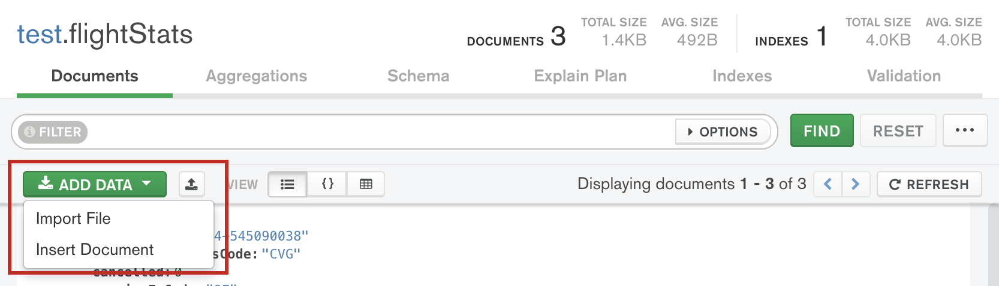 test.flightStats
DOCUMENTS 3
TOTAL SIZE AVG. SIZE
1.4KB 492B
INDEXES 1
TOTAL SIZE AVG. SIZE
4.0KB 4.0KB
Documents Aggregations Schema Explain Plan Indexes Validation
FILTER OPTIONS FIND RESET ...
ADD DATA VIEW {} Displaying documents 1 - 3 of 3 REFRESH
Import File
4-545090038"
Insert Document
sCode: "CVG"
cancelled: 0